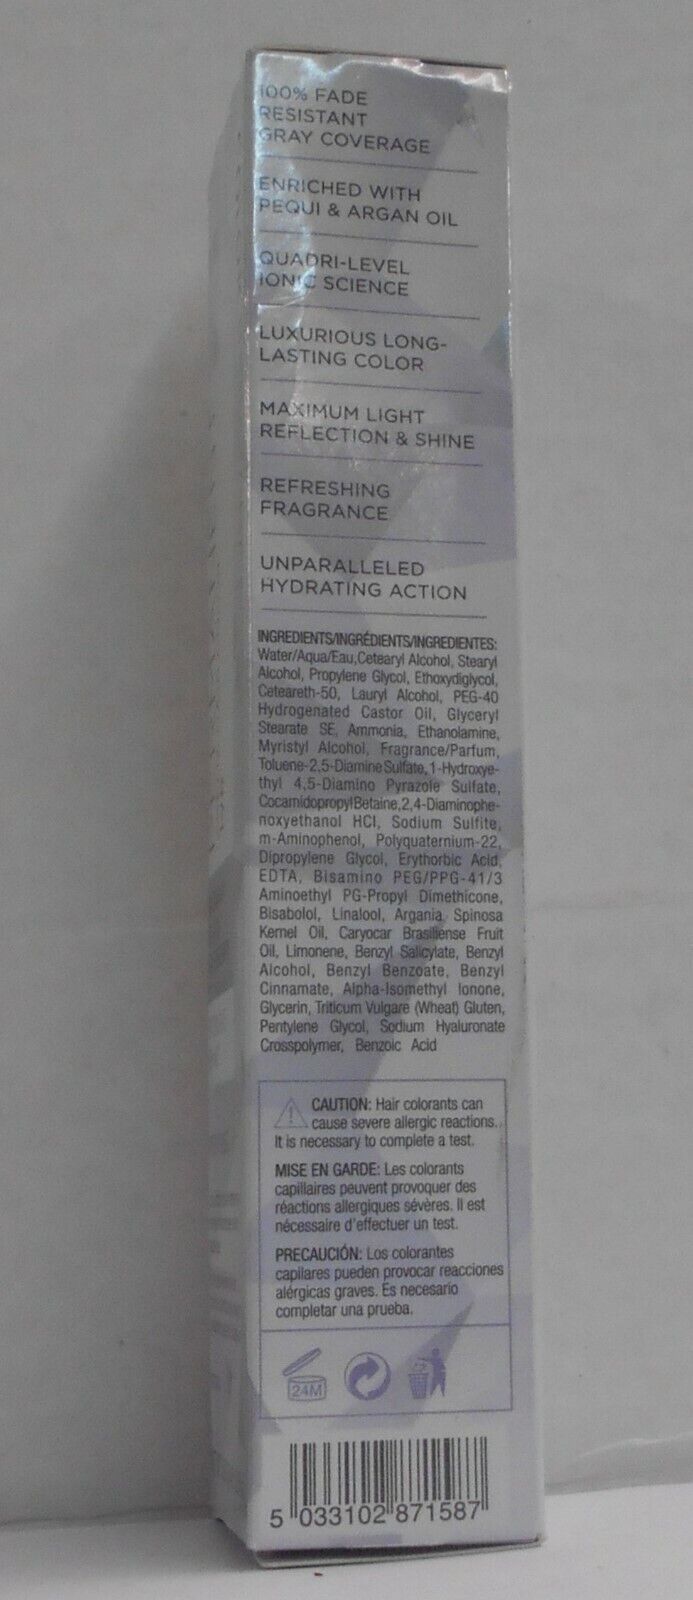 100% FADE
RESISTANT
GRAY COVERAGE
ENRICHED WITH
PEQUI & ARGAN OIL
QUADRI-LEVEL
IONIC SCIENCE
LUXURIOUS LONG-
LASTING COLOR
MAXIMUM LIGHT
REFLECTION & SHINE
REFRESHING
FRAGRANCE
UNPARALLELED
HYDRATING ACTION
INGREDIENTS/INGRÉDIENTS/INGREDIENTES:
Water/Aqua/Eau,Cetearyl Alcohol, Stearyl
Alcohol, Propylene Glycol, Ethoxydiglycol,
Ceteareth-50, Lauryl Alcohol, PEG-40
Hydrogenated Castor Oil, Glyceryl
Stearate SE, Ammonia, Ethanolamine,
Myristyl Alcohol, Fragrance/Parfum,
Toluene-2,5-Diamine Sulfate,1-Hydroxye-
thyl 4,5-Diamino Pyrazole Sulfate,
Cocamidopropyl Betaine,2,4-Diaminophe-
noxyethanol HCl, Sodium Sulfite,
m-Aminophenol, Polyquaternium-22,
Dipropylene Glycol, Erythorbic Acid,
EDTA, Bisamino PEG/PPG-41/3
Aminoethyl PG-Propyl Dimethicone,
Bisabolol, Linalool, Argania Spinosa
Kernel Oil, Caryocar Brasiliense Fruit
Oil, Limonene, Benzyl Salicylate, Benzyl
Alcohol, Benzyl Benzoate, Benzyl
Cinnamate, Alpha-Isomethyl Ionone,
Glycerin, Triticum Vulgare (Wheat) Gluten,
Pentylene Glycol, Sodium Hyaluronate
Crosspolymer, Benzoic Acid
CAUTION: Hair colorants can
cause severe allergic reactions.
It is necessary to complete a test.
MISE EN GARDE: Les colorants
capillaires peuvent provoquer des
réactions allergiques sévères. Il est
nécessaire d'effectuer un test.
PRECAUCIÓN: Los colorantes
capilares pueden provocar reacciones
alérgicas graves. Es necesario
completar una prueba.
24M
5 033102 871587